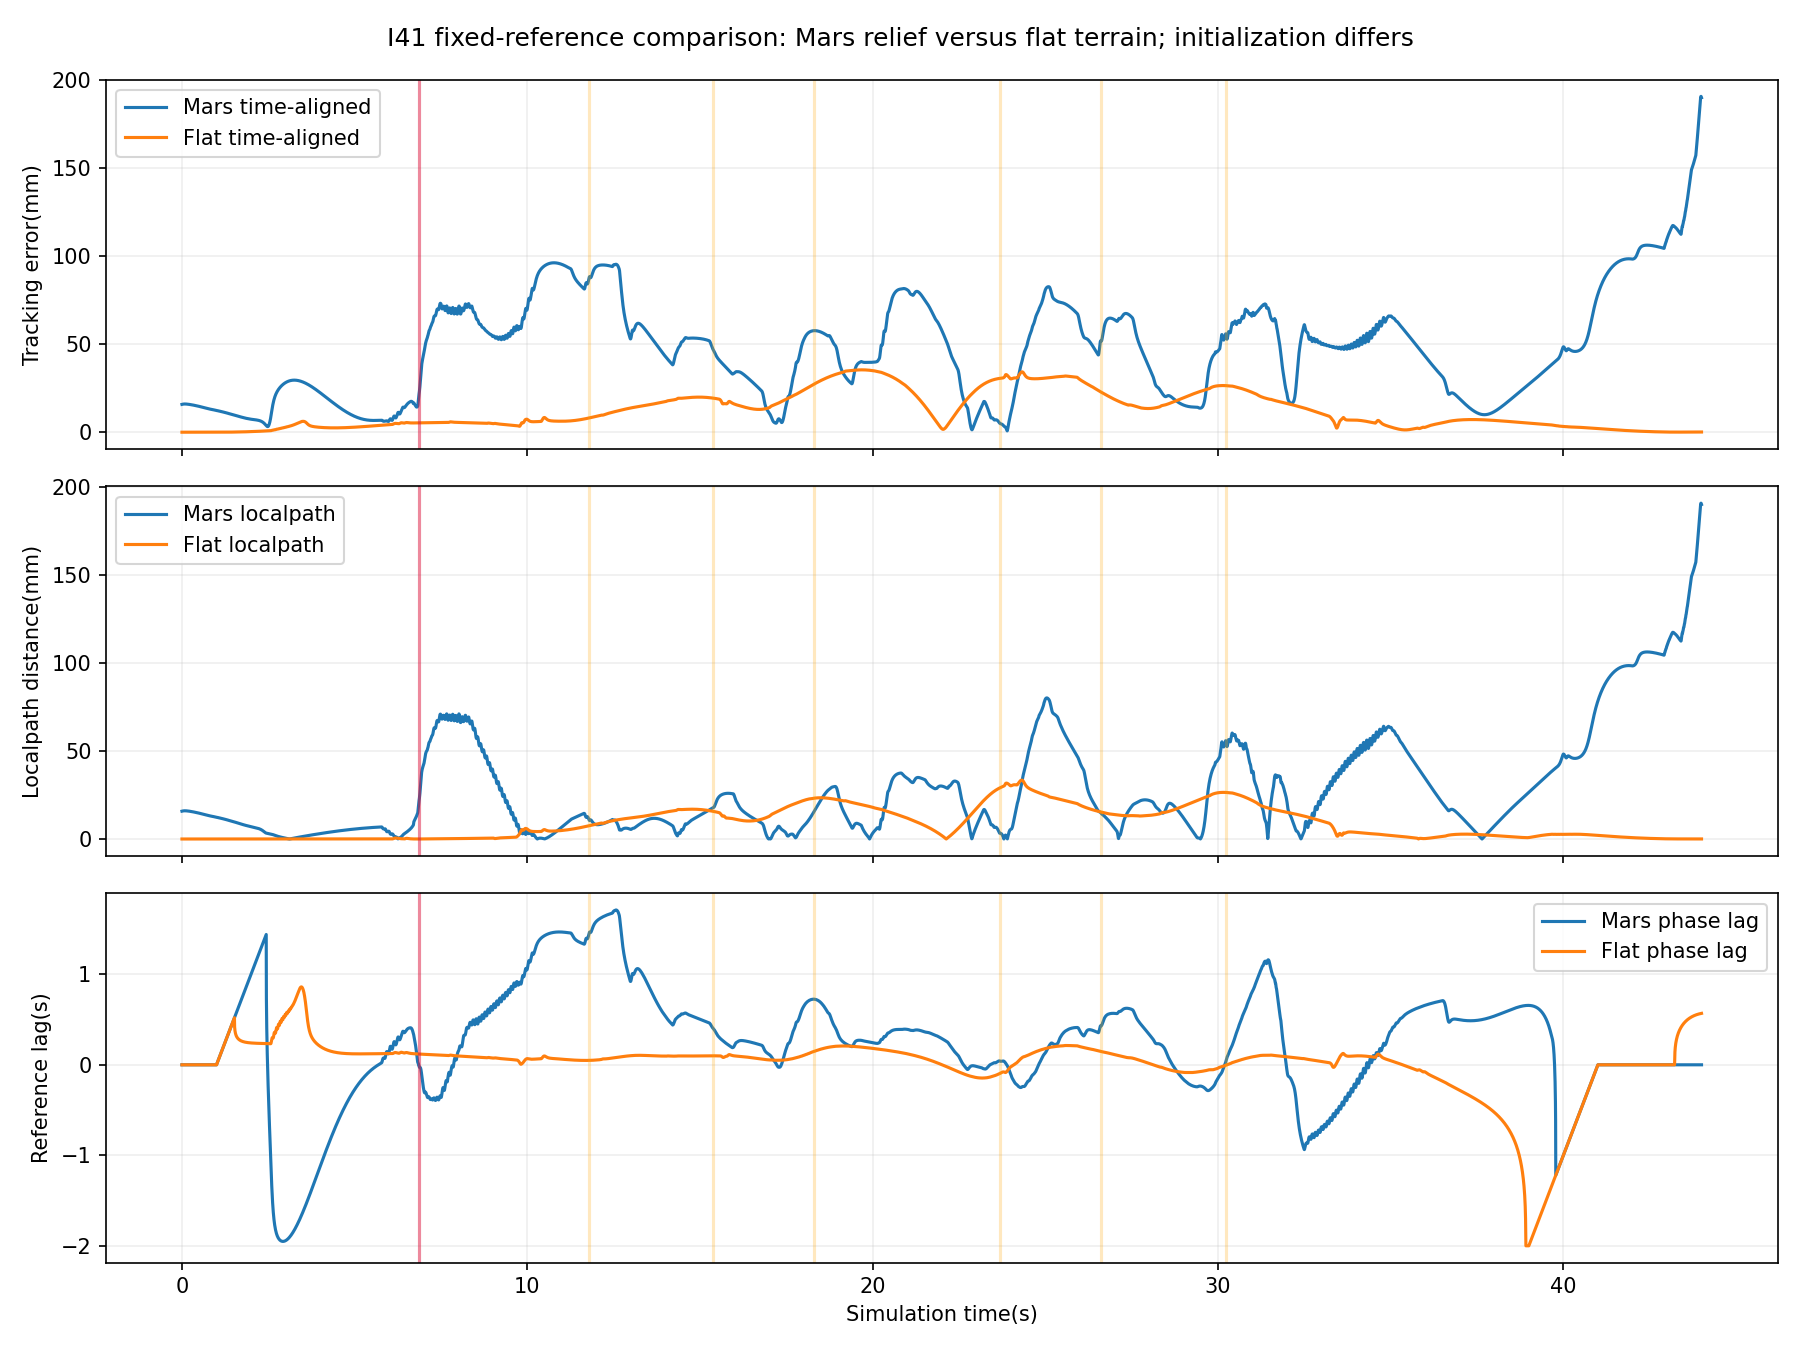 I41 fixed-reference comparison: Mars relief versus flat terrain; initialization differs
200
150
100
50
0
Tracking error(mm)
Mars time-aligned
Flat time-aligned
200
150
100
50
0
Localpath distance(mm)
Mars localpath
Flat localpath
1
0
−1
−2
Reference lag(s)
Mars phase lag
Flat phase lag
0 10 20 30 40
Simulation time(s)